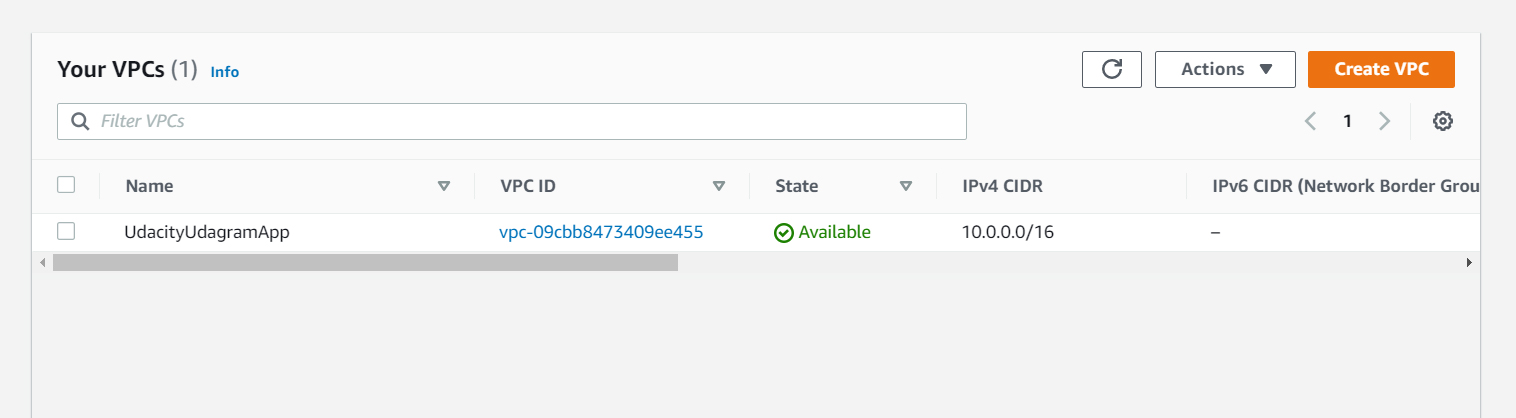 Your VPCs (1) Info
Actions
Create VPC
Filter VPCs
1
Name VPC ID State IPv4 CIDR IPv6 CIDR (Network Border Grou
UdacityUdagramApp vpc-09cbb8473409ee455 Available 10.0.0.0/16 –